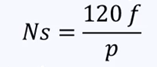 Ns = 120 f / p